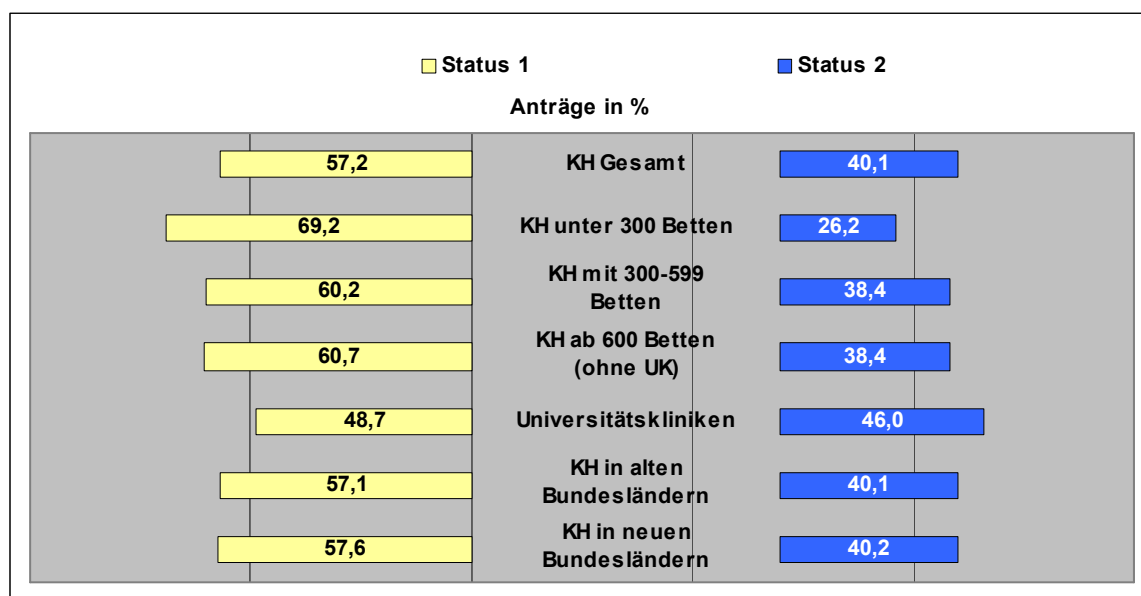 Status 1 Status 2
Anträge in %
57,2 KH Gesamt 40,1
69,2 KH unter 300 Betten 26,2
KH mit 300-599
60,2 Betten 38,4
KH ab 600 Betten
60,7 (ohne UK) 38,4
48,7 Universitätskliniken 46,0
KH in alten
57,1 Bundesländern 40,1
KH in neuen
57,6 Bundesländern 40,2